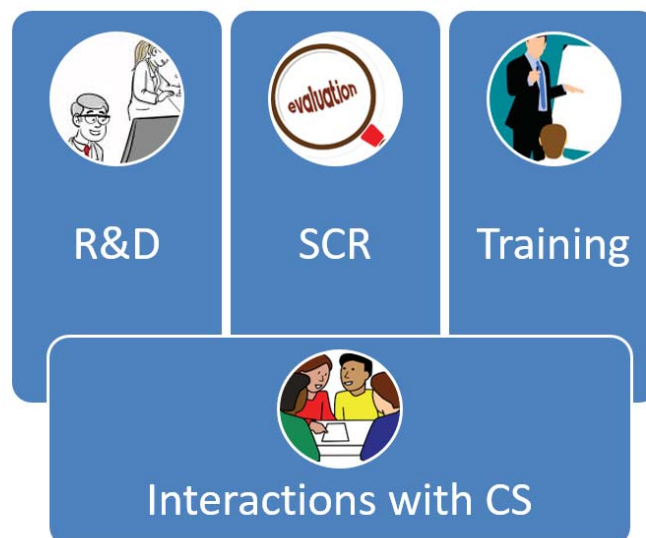 evaluation
R&D
SCR
Training
Interactions with CS